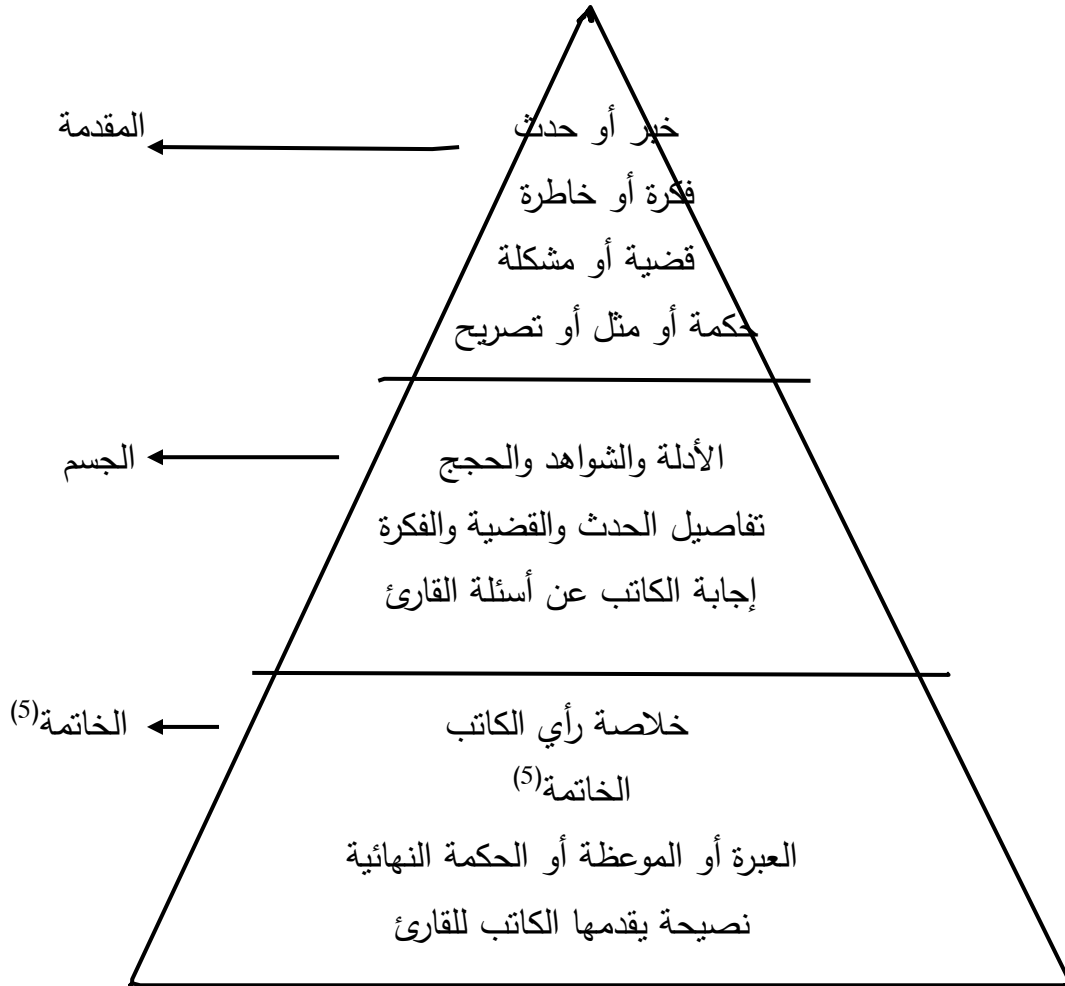 خبر أو حدث
المقدمة
فكرة أو خاطرة
قضية أو مشكلة
حكمة أو مثل أو تصريح
الأدلة والشواهد والحجج
الجسم
تفاصيل الحدث والقضية والفكرة
إجابة الكاتب عن أسئلة القارئ
خلاصة رأي الكاتب
الخاتمة(5)
الخاتمة(5)
العبرة أو الموعظة أو الحكمة النهائية
نصيحة يقدمها الكاتب للقارئ